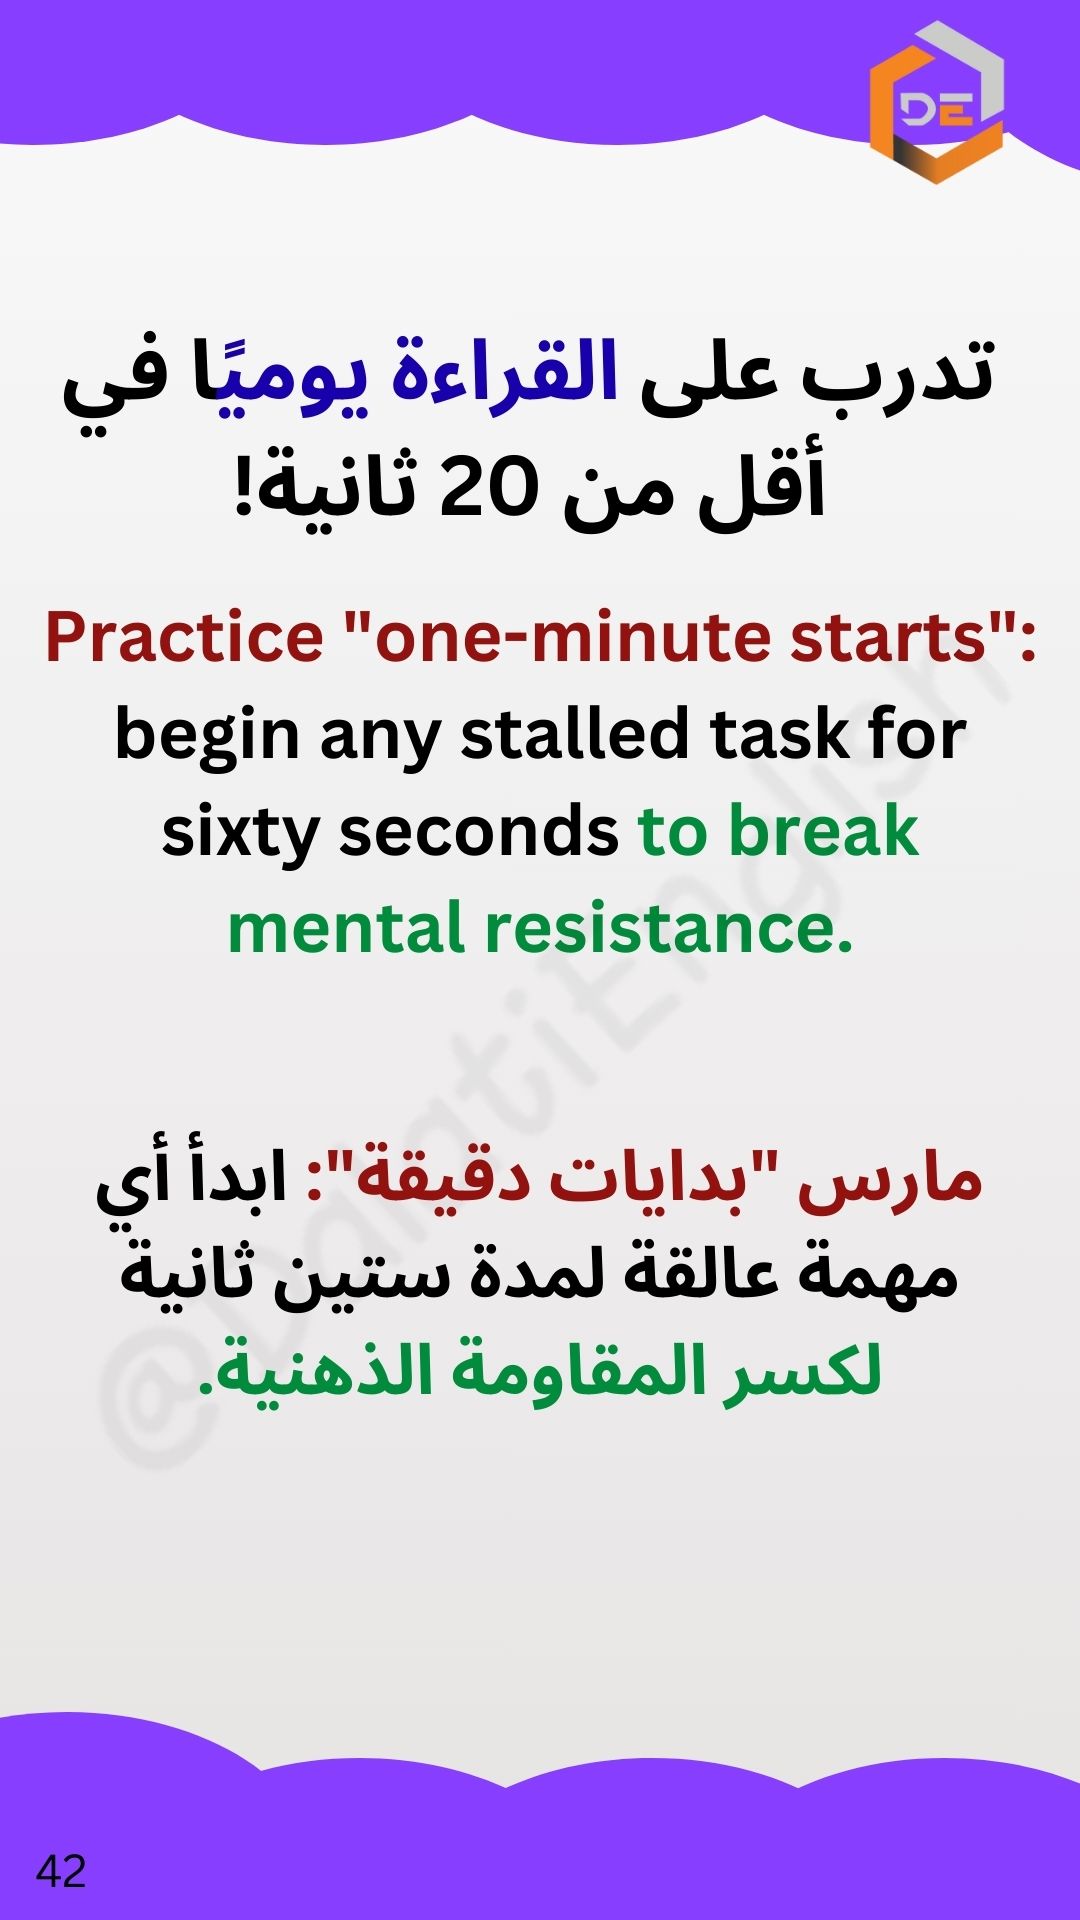 DE
تدرب على القراءة يوميًا في
أقل من 20 ثانية!
Practice "one-minute starts":
begin any stalled task for
sixty seconds to break
mental resistance.
مارس "بدايات دقيقة": ابدأ أي
مهمة عالقة لمدة ستين ثانية
لكسر المقاومة الذهنية.
@DalatiEnglish
42